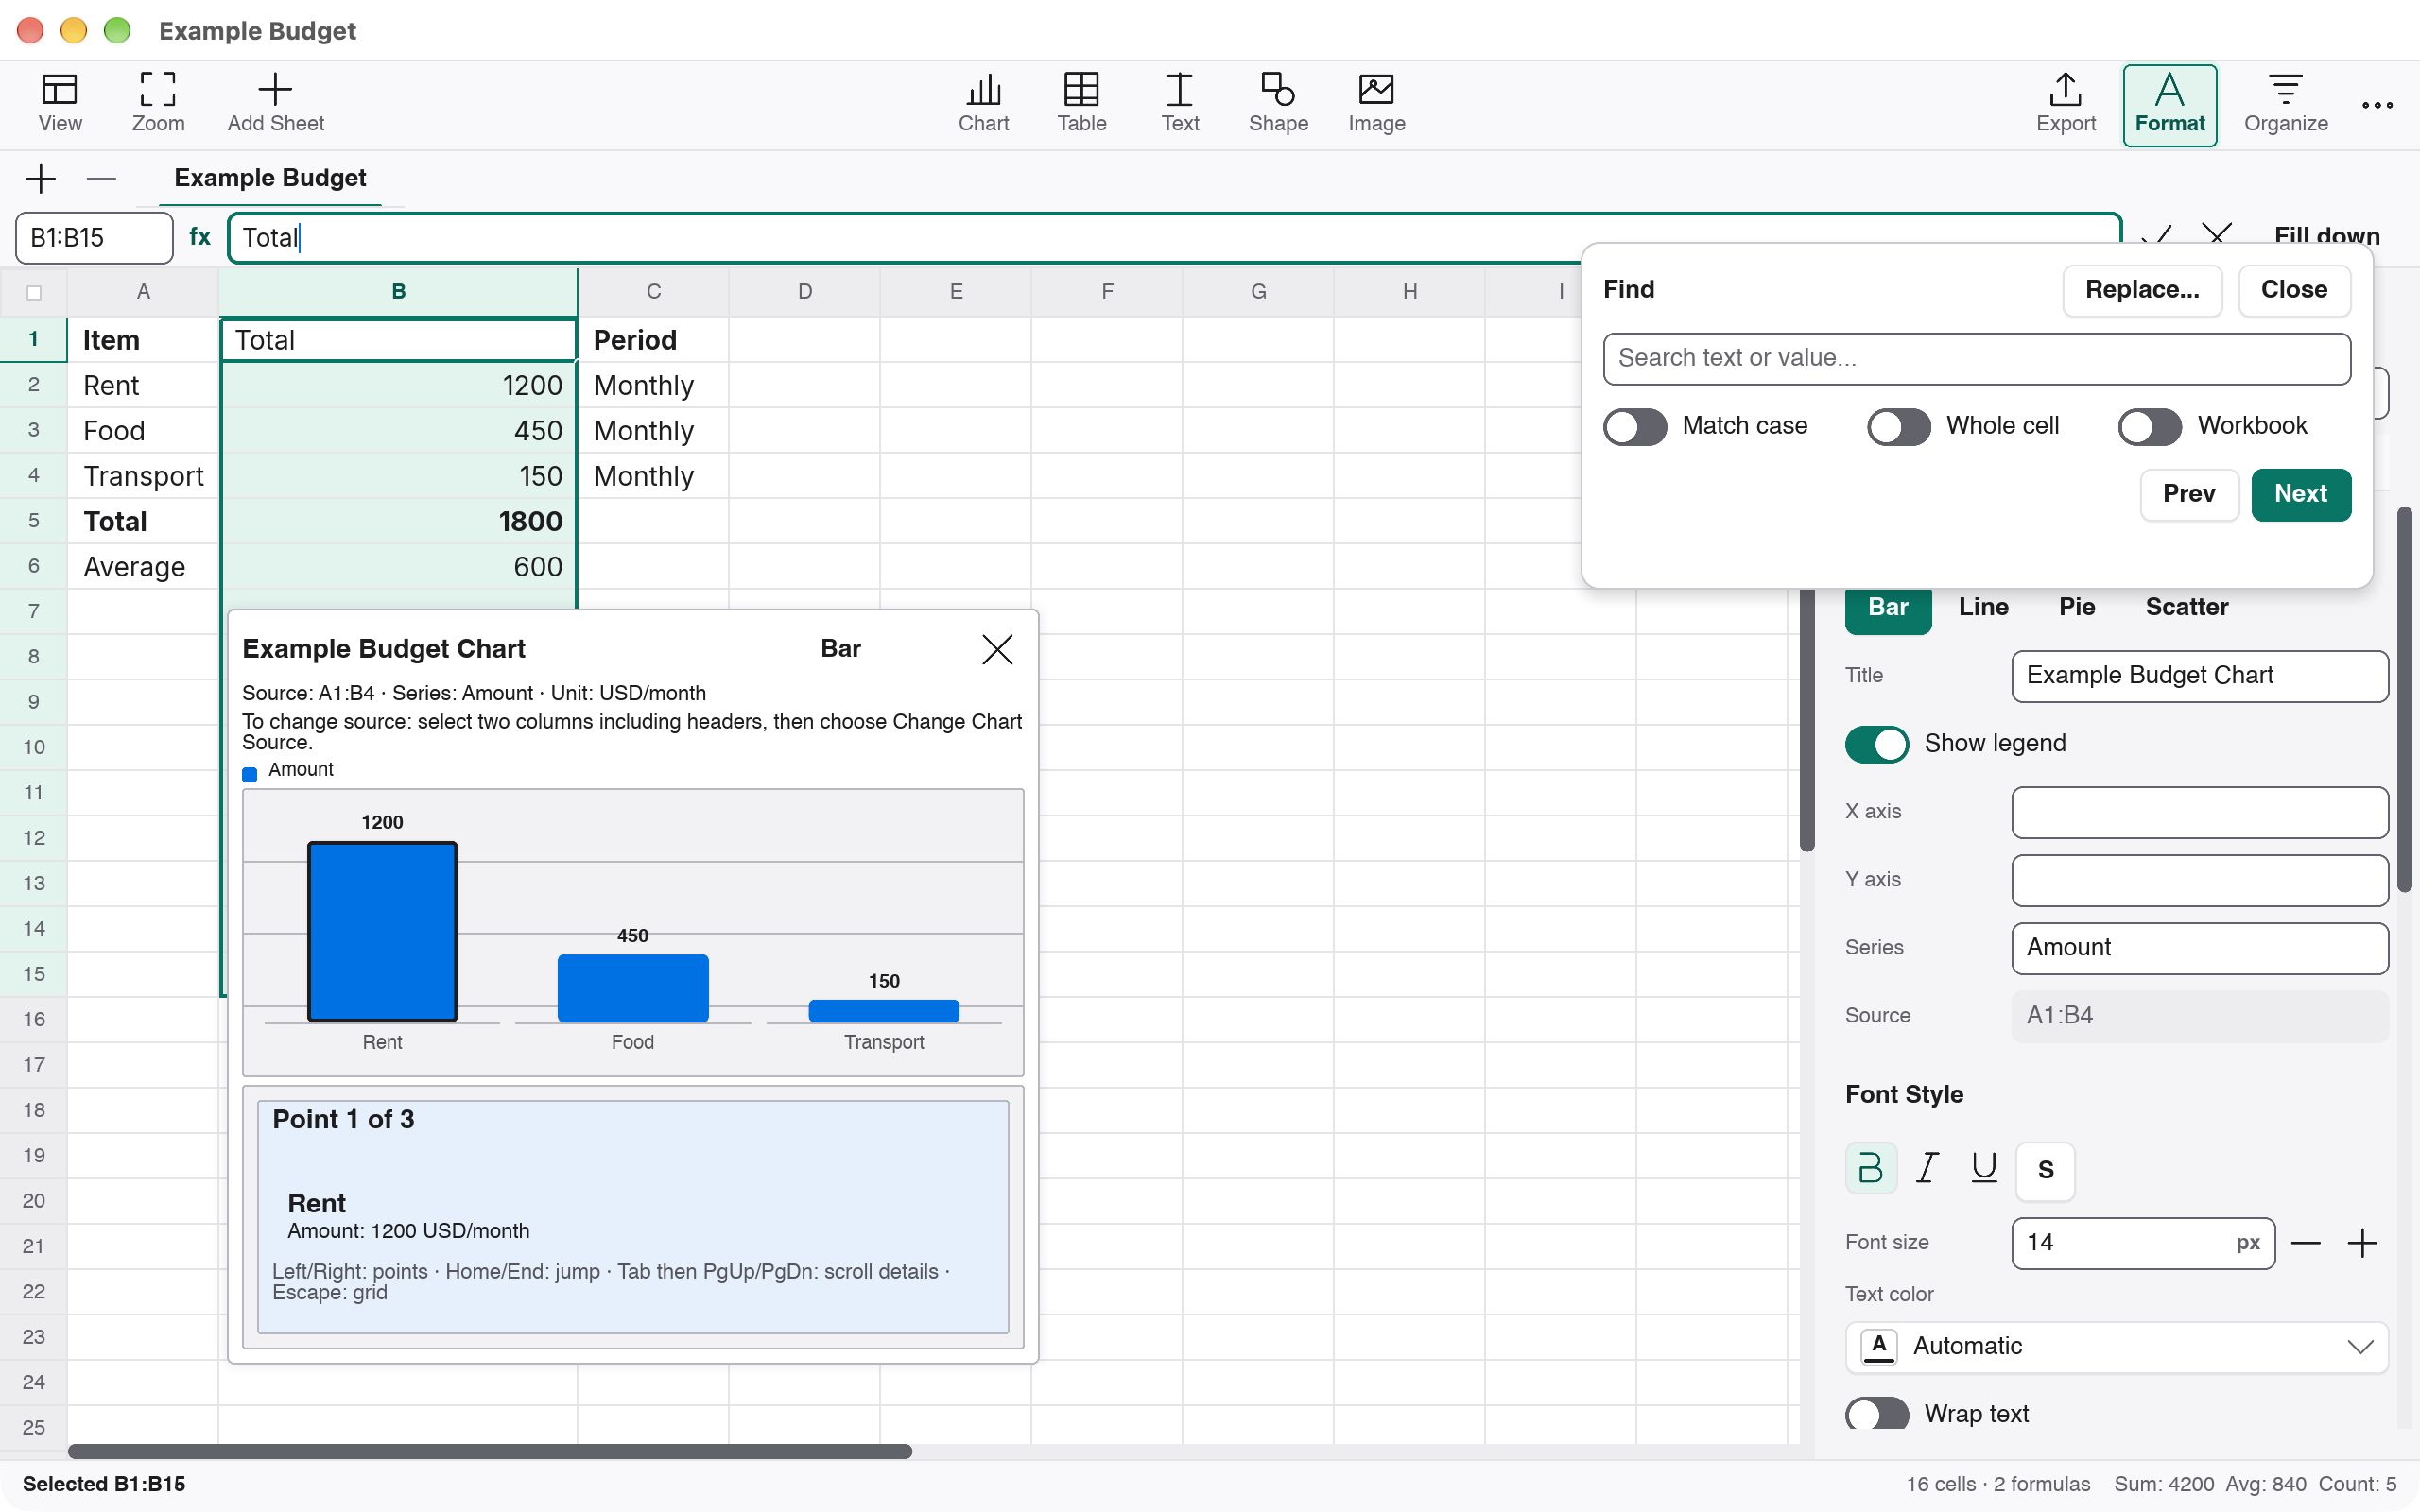 Example Budget
View
Zoom
Add Sheet
Chart
Table
Text
Shape
Image
Export
Format
Organize
Example Budget
B1:B15
fx
Total
Fill down
A B C D E F G H I
1 Item Total Period
2 Rent 1200 Monthly
3 Food 450 Monthly
4 Transport 150 Monthly
5 Total 1800
6 Average 600
7
8
9
10
11
12
13
14
15
16
17
18
19
20
21
22
23
24
25
Example Budget Chart
Bar
Source: A1:B4 · Series: Amount · Unit: USD/month
To change source: select two columns including headers, then choose Change Chart
Source.
Amount
1200
450
150
Rent
Food
Transport
Point 1 of 3
Rent
Amount: 1200 USD/month
Left/Right: points · Home/End: jump · Tab then PgUp/PgDn: scroll details ·
Escape: grid
Find
Replace...
Close
Search text or value...
Match case
Whole cell
Workbook
Prev
Next
Bar
Line
Pie
Scatter
Title
Example Budget Chart
Show legend
X axis
Y axis
Series
Amount
Source
A1:B4
Font Style
B I U S
Font size
14 px
Text color
A Automatic
Wrap text
Selected B1:B15
16 cells · 2 formulas
Sum: 4200 Avg: 840 Count: 5